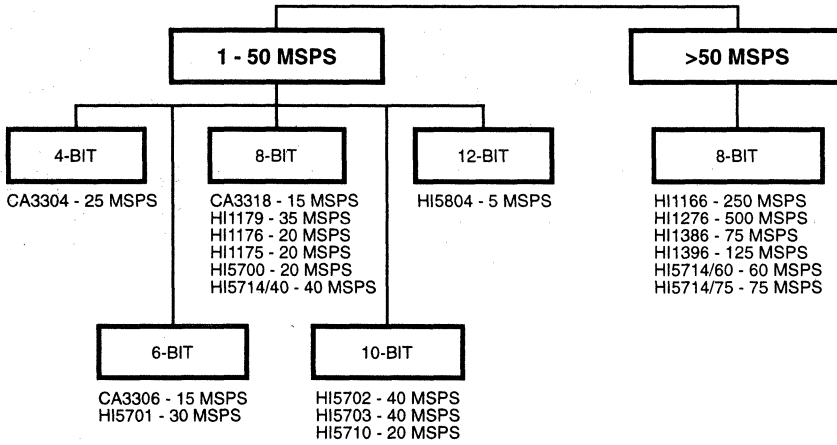 1 - 50 MSPS
>50 MSPS
4-BIT
8-BIT
12-BIT
8-BIT
CA3304 - 25 MSPS
CA3318 - 15 MSPS
HI1179 - 35 MSPS
HI1176 - 20 MSPS
HI1175 - 20 MSPS
HI5700 - 20 MSPS
HI5714/40 - 40 MSPS
HI5804 - 5 MSPS
HI1166 - 250 MSPS
HI1276 - 500 MSPS
HI1386 - 75 MSPS
HI1396 - 125 MSPS
HI5714/60 - 60 MSPS
HI5714/75 - 75 MSPS
6-BIT
10-BIT
CA3306 - 15 MSPS
HI5701 - 30 MSPS
HI5702 - 40 MSPS
HI5703 - 40 MSPS
HI5710 - 20 MSPS